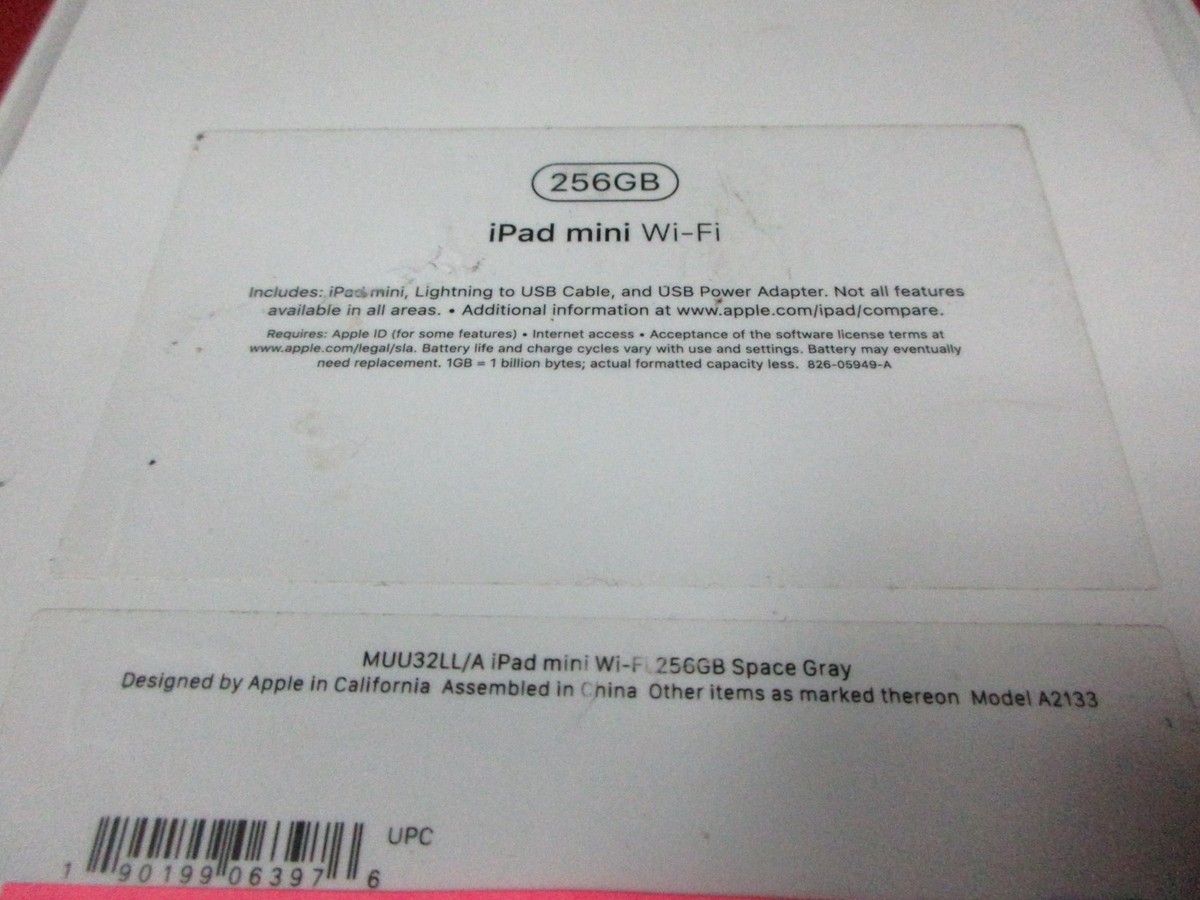 256GB
iPad mini Wi-Fi
Includes: iPad mini, Lightning to USB Cable, and USB Power Adapter. Not all features
available in all areas. • Additional information at www.apple.com/ipad/compare.
Requires: Apple ID (for some features) • Internet access • Acceptance of the software license terms at
www.apple.com/legal/sla. Battery life and charge cycles vary with use and settings. Battery may eventually
need replacement. 1GB = 1 billion bytes; actual formatted capacity less. 826-05949-A
MUU32LL/A iPad mini Wi-Fi 256GB Space Gray
Designed by Apple in California Assembled in China Other items as marked thereon Model A2133
UPC
1 90199 06397 6